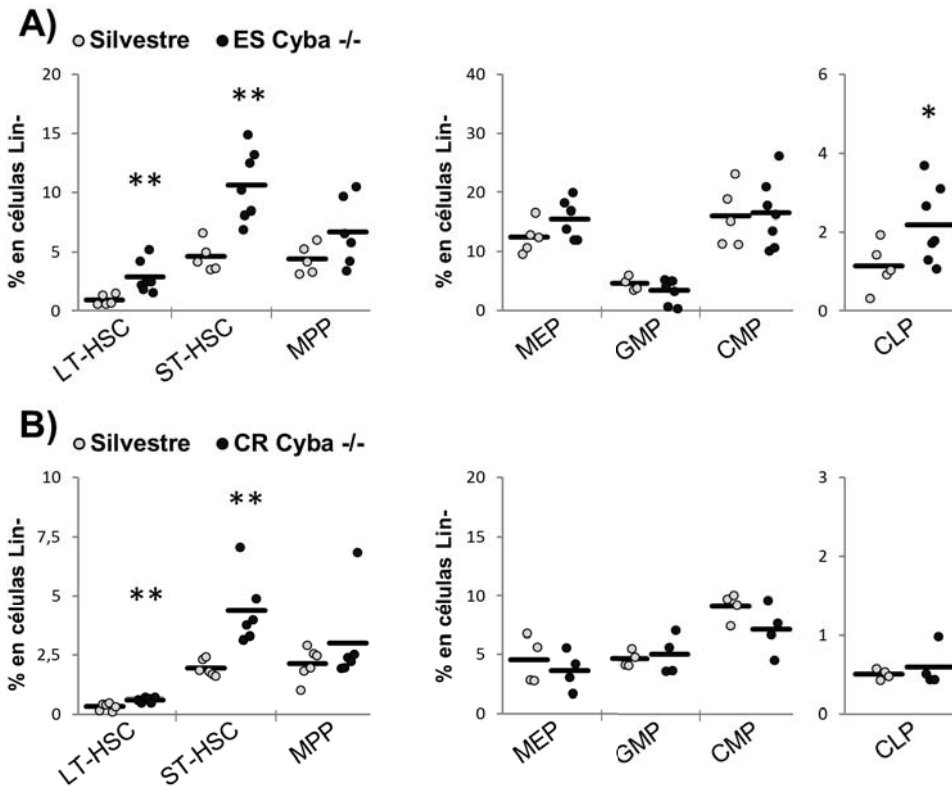 A)
Silvestre ES Cyba -/-
% en células Lin-
20
15
10
5
0
**
**
LT-HSC ST-HSC MPP
40
30
20
10
0
MEP GMP CMP
6
4
2
0
*
CLP
B)
Silvestre CR Cyba -/-
% en células Lin-
10
7,5
5
2,5
0
**
**
LT-HSC ST-HSC MPP
% en células Lin-
20
15
10
5
0
MEP GMP CMP
3
2
1
0
CLP